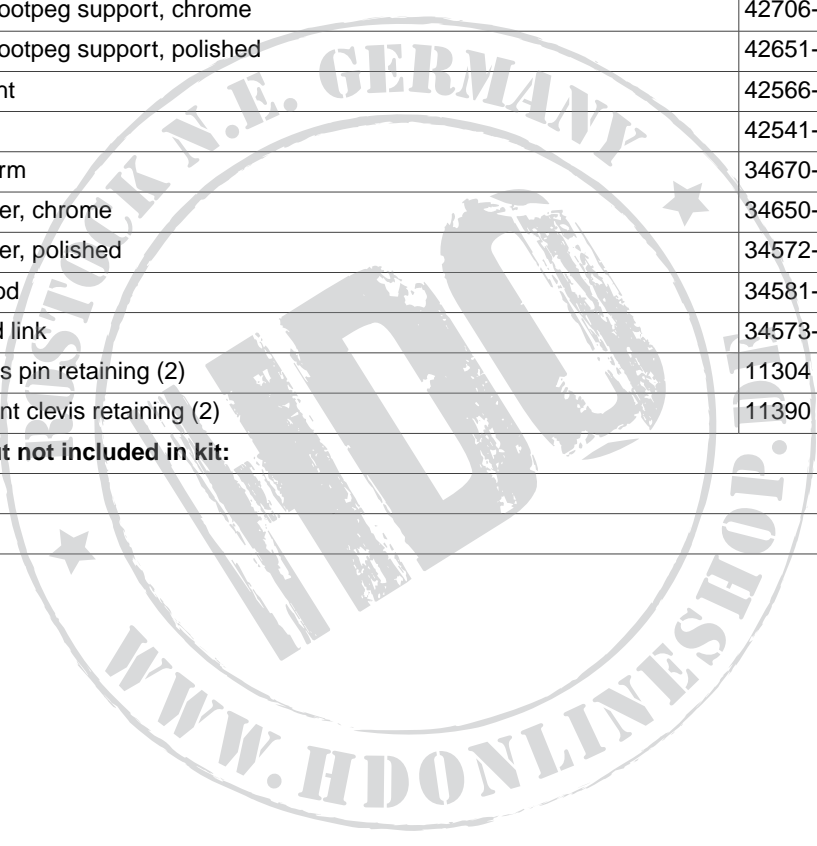 ootpeg support, chrome 42706-
ootpeg support, polished 42651-
nt 42566-
42541-
rm 34670-
er, chrome 34650-
er, polished 34572-
od 34581-
d link 34573-
s pin retaining (2) 11304
nt clevis retaining (2) 11390
ut not included in kit:
ROSTOCK N.E. GERMANY
HDO
WWW.HDONLINESHOP.DE